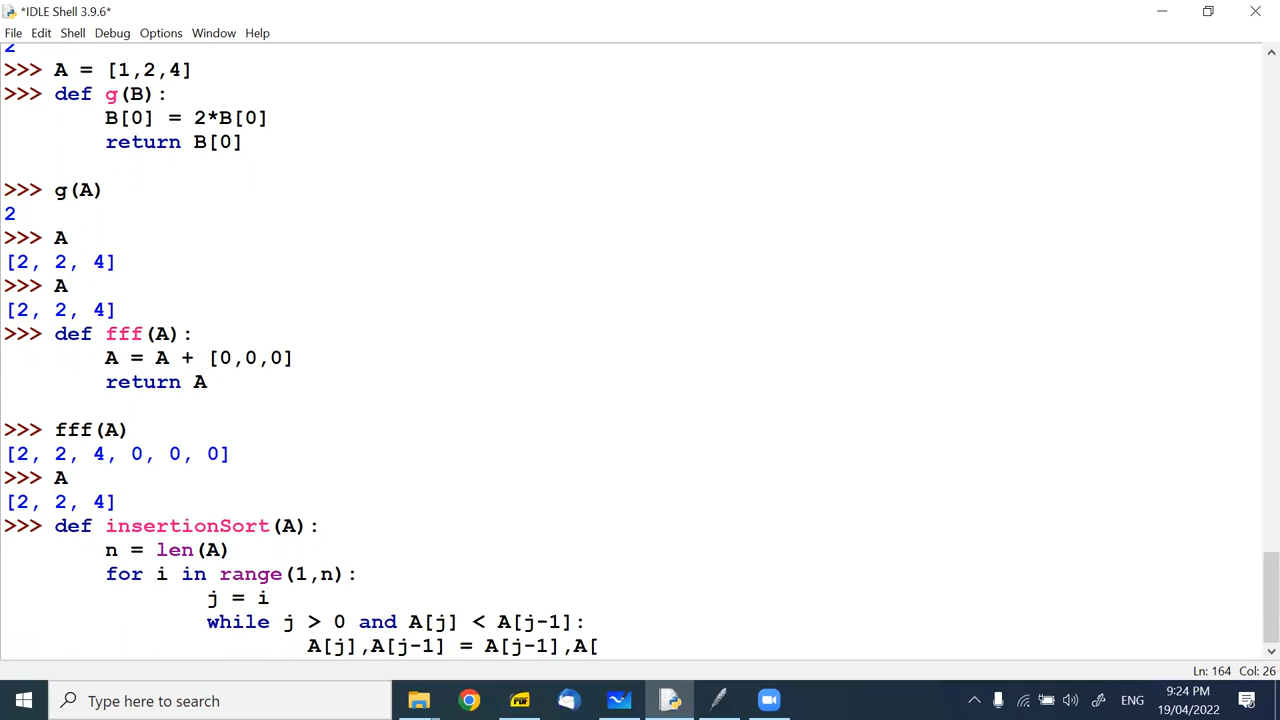 *IDLE Shell 3.9.6*
File Edit Shell Debug Options Window Help
2
>>> A = [1,2,4]
>>> def g(B):
        B[0] = 2*B[0]
        return B[0]
>>> g(A)
2
>>> A
[2, 2, 4]
>>> A
[2, 2, 4]
>>> def fff(A):
        A = A + [0,0,0]
        return A
>>> fff(A)
[2, 2, 4, 0, 0, 0]
>>> A
[2, 2, 4]
>>> def insertionSort(A):
        n = len(A)
        for i in range(1,n):
                j = i
                while j > 0 and A[j] < A[j-1]:
                        A[j],A[j-1] = A[j-1],A[
Ln: 164 Col: 26
Type here to search
PDF
ENG
9:24 PM
19/04/2022